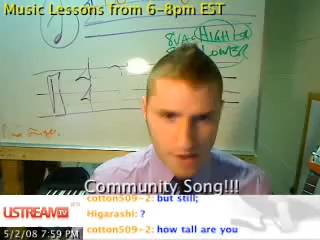 Music Lessons from 6-8pm EST
8VA
HIGHER
LOWER
Community Song!!!
cotton509-2: but still;
Higarashi: ?
cotton509-2: how tall are you
USTREAM TV
5/2/08 7:59 PM